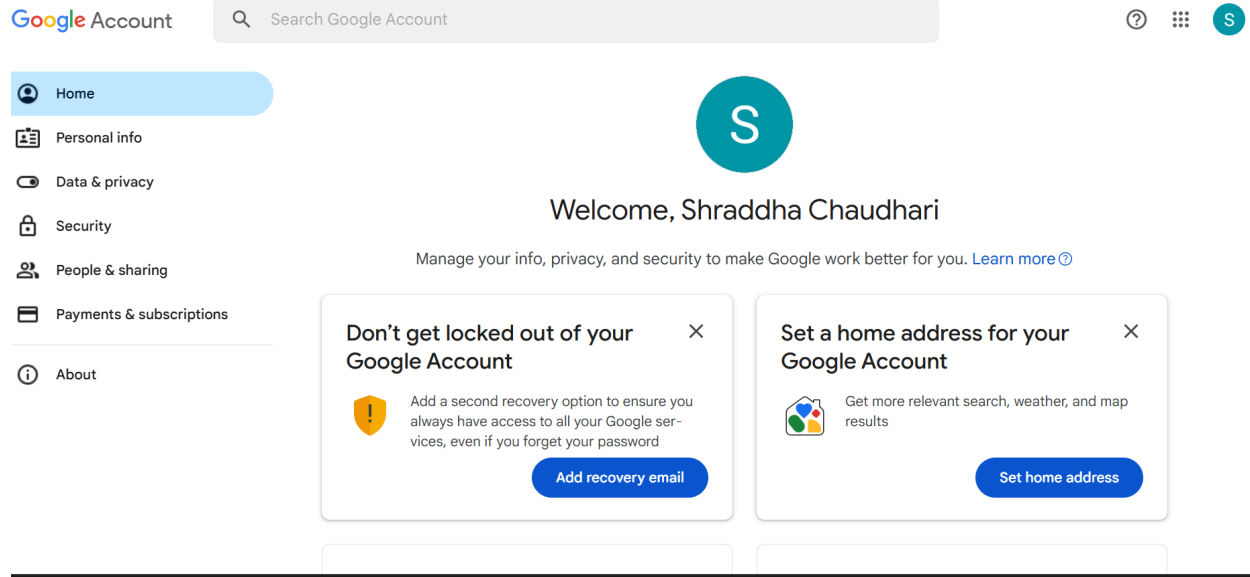 Google Account
Search Google Account
S
Home
Personal info
Data & privacy
Security
People & sharing
Payments & subscriptions
About
S
Welcome, Shraddha Chaudhari
Manage your info, privacy, and security to make Google work better for you. Learn more
Don’t get locked out of your
Google Account
Add a second recovery option to ensure you
always have access to all your Google ser-
vices, even if you forget your password
Add recovery email
Set a home address for your
Google Account
Get more relevant search, weather, and map
results
Set home address